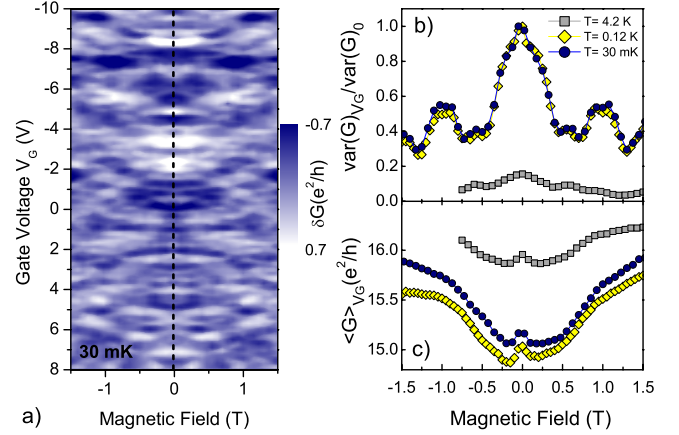 a)
Gate Voltage V_G (V)
-10
-8
-6
-4
-2
0
2
4
6
8
30 mK
-1
0
1
Magnetic Field (T)
-0.7
δG(e²/h)
0.7
b)
var(G)_VG/var(G)_0
1.0
0.8
0.6
0.4
0.2
0
T= 4.2 K
T= 0.12 K
T= 30 mK
<G>_VG(e²/h)
16.0
15.5
15.0
c)
-1.5 -1.0 -0.5 0.0 0.5 1.0 1.5
Magnetic Field (T)